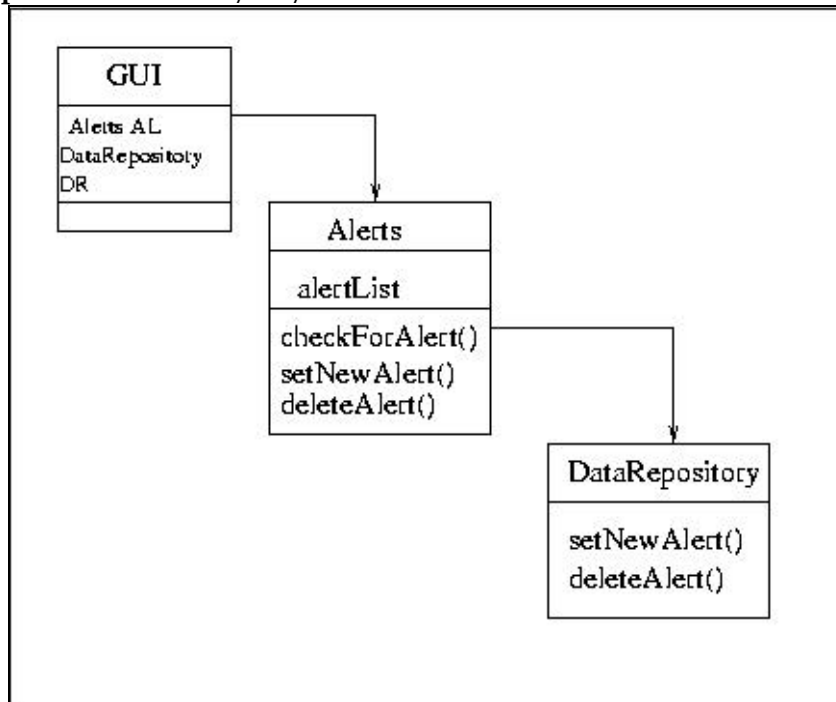 GUI
Alerts AL
DataRepository
DR
Alerts
alertList
checkForAlert()
setNewAlert()
deleteAlert()
DataRepository
setNewAlert()
deleteAlert()